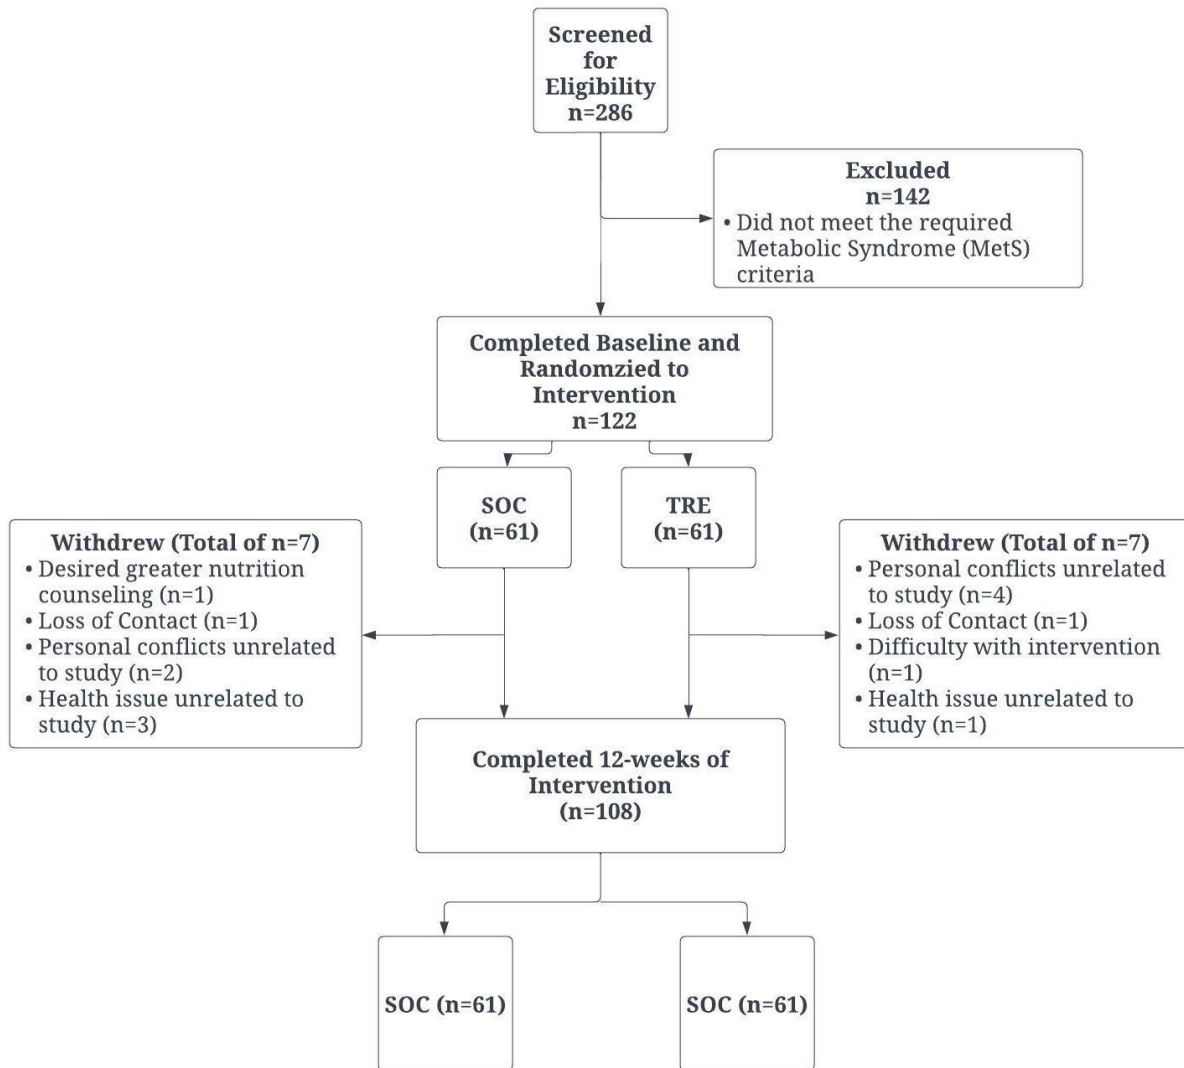 Screened
for
Eligibility
n=286
Excluded
n=142
• Did not meet the required
Metabolic Syndrome (MetS)
criteria
Completed Baseline and
Randomzied to
Intervention
n=122
SOC
(n=61)
TRE
(n=61)
Withdrew (Total of n=7)
• Desired greater nutrition
counseling (n=1)
• Loss of Contact (n=1)
• Personal conflicts unrelated
to study (n=2)
• Health issue unrelated to
study (n=3)
Withdrew (Total of n=7)
• Personal conflicts unrelated
to study (n=4)
• Loss of Contact (n=1)
• Difficulty with intervention
(n=1)
• Health issue unrelated to
study (n=1)
Completed 12-weeks of
Intervention
(n=108)
SOC (n=61)
SOC (n=61)